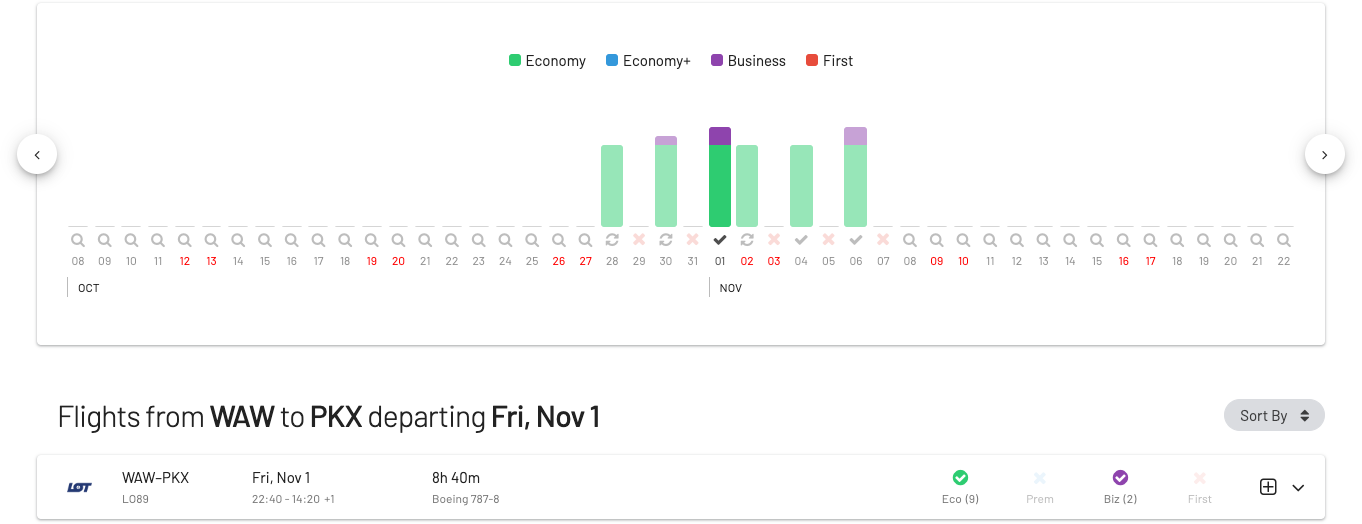 Economy Economy+ Business First
08 09 10 11 12 13 14 15 16 17 18 19 20 21 22 23 24 25 26 27 28 29 30 31 01 02 03 04 05 06 07 08 09 10 11 12 13 14 15 16 17 18 19 20 21 22
OCT NOV
Flights from WAW to PKX departing Fri, Nov 1
Sort By
LOT
WAW–PKX Fri, Nov 1 8h 40m
LO89 22:40 - 14:20 +1 Boeing 787-8 Eco (9) Prem Biz (2) First